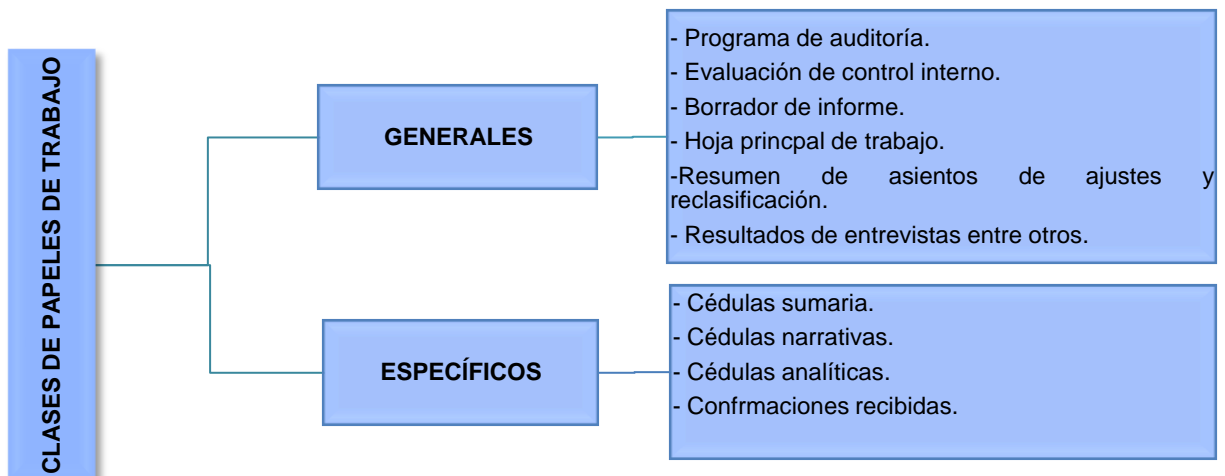 CLASES DE PAPELES DE TRABAJO
GENERALES
- Programa de auditoría.
- Evaluación de control interno.
- Borrador de informe.
- Hoja princpal de trabajo.
-Resumen de asientos de ajustes y
reclasificación.
- Resultados de entrevistas entre otros.
ESPECÍFICOS
- Cédulas sumaria.
- Cédulas narrativas.
- Cédulas analíticas.
- Confrmaciones recibidas.